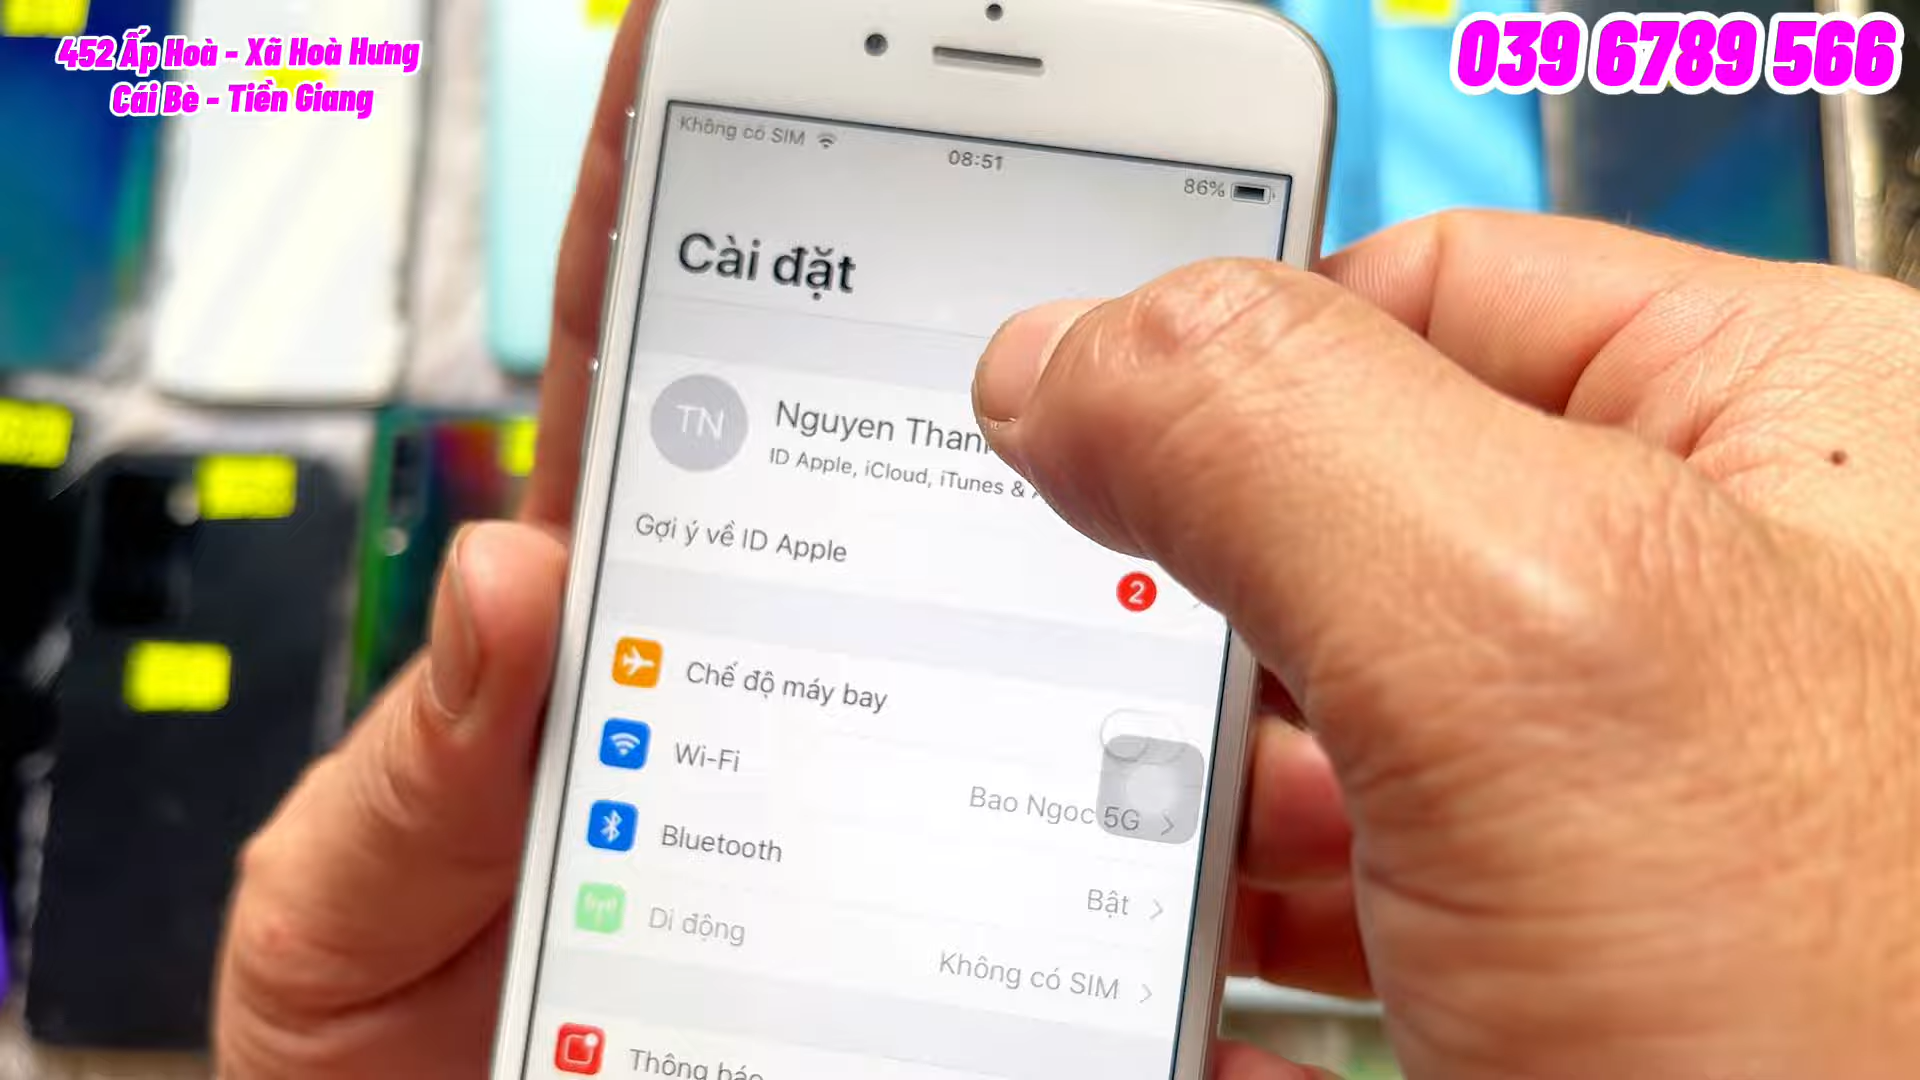 452 Ấp Hoà - Xã Hoà Hưng
Cái Bè - Tiền Giang
039 6789 566
Không có SIM
08:51
86%
Cài đặt
TN
Nguyen Than
ID Apple, iCloud, iTunes &
Gợi ý về ID Apple
2
Chế độ máy bay
Wi-Fi
Bao Ngoc 5G
Bluetooth
Bật
Di động
Không có SIM
Thông báo